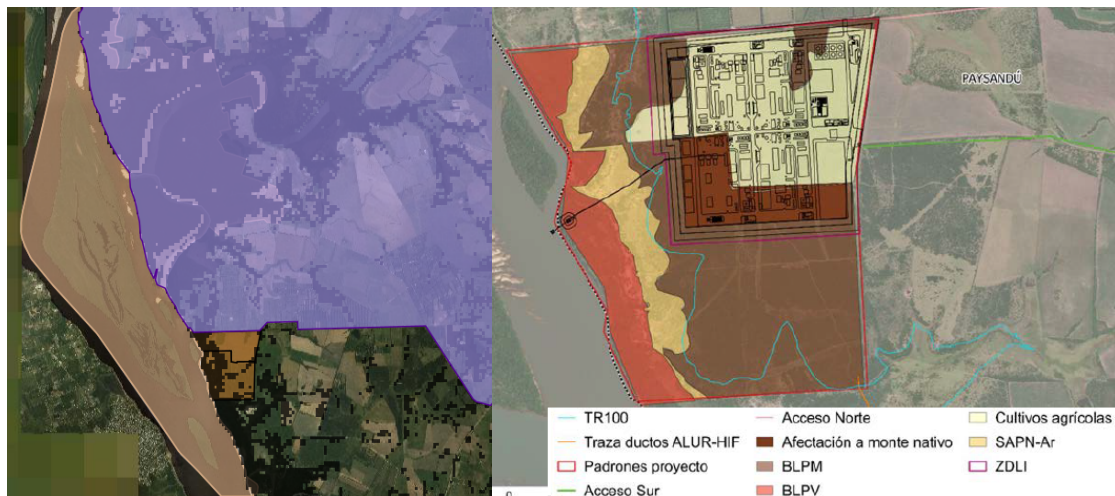 PAYSANDÚ
TR100
Traza ductos ALUR-HIF
Padrones proyecto
Acceso Sur
Acceso Norte
Afectación a monte nativo
BLPM
BLPV
Cultivos agrícolas
SAPN-Ar
ZDLI